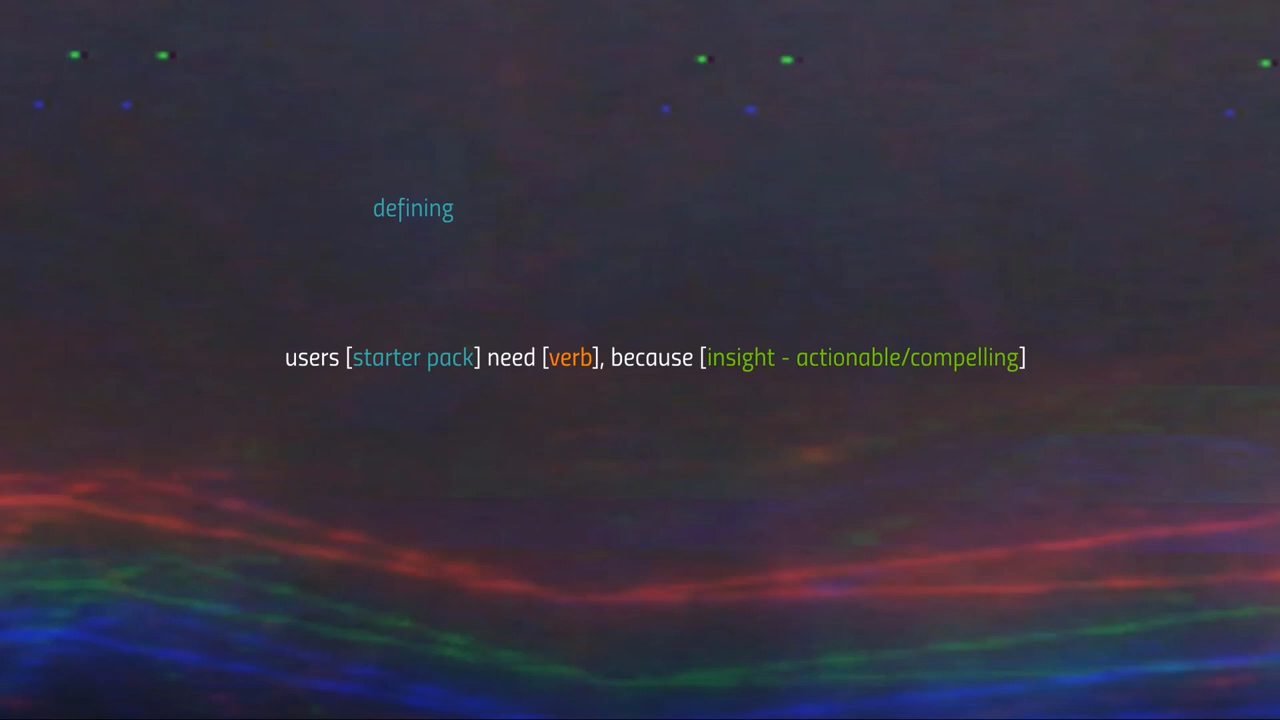 defining
users [starter pack] need [verb], because [insight - actionable/compelling]